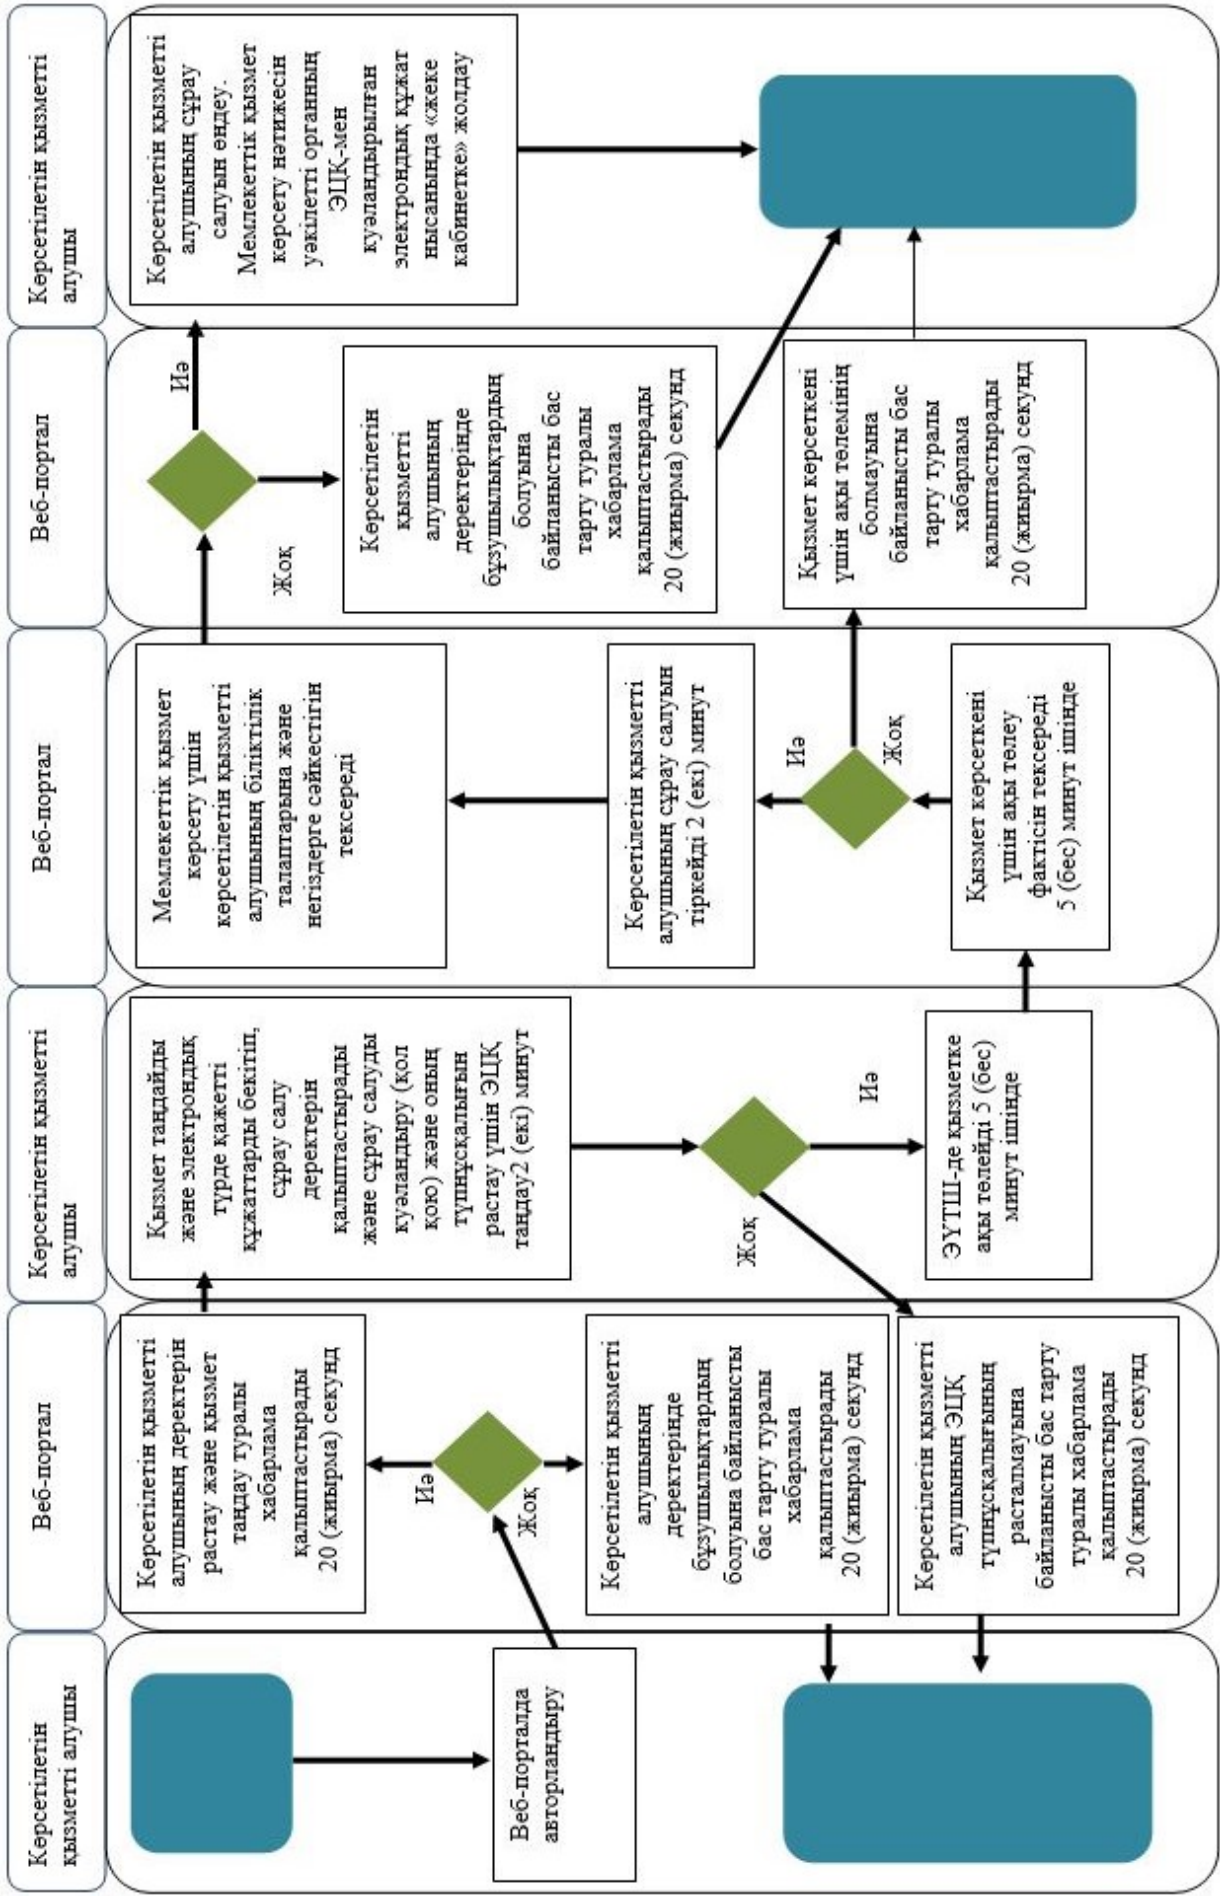 Көрсетілетін
қызметті алушы
Веб-портал
Көрсетілетін қызметті
алушы
Веб-портал
Веб-портал
Көрсетілетін қызметті
алушы
Веб-порталда
авторландыру
Көрсетілетін қызметті
алушының деректерін
растау және қызмет
таңдау туралы
хабарлама
қалыптастырады
20 (жиырма) секунд
Иә
Жоқ
Көрсетілетін қызметті
алушының
деректерінде
бұзушылықтардың
болуына байланысты
бас тарту туралы
хабарлама
қалыптастырады
20 (жиырма) секунд
Көрсетілетін қызметті
алушының ЭЦҚ
түпнұсқалығының
расталмауына
байланысты бас тарту
туралы хабарлама
қалыптастырады
20 (жиырма) секунд
Қызмет таңдайды
және электрондық
түрде қажетті
құжаттарды бекітіп,
сұрау салу
деректерін
қалыптастырады
және сұрау салуды
куәландыру (қол
қою) және оның
түпнұсқалығын
растау үшін ЭЦҚ
таңдау2 (екі) минут
Жоқ
Иә
ЭҮТШ-де қызметке
ақы төлейді 5 (бес)
минут ішінде
Мемлекеттік қызмет
көрсету үшін
көрсетілетін қызметті
алушының біліктілік
талаптарына және
негіздерге сәйкестігін
тексереді
Көрсетілетін қызметті
алушының сұрау салуын
тіркейді 2 (екі) минут
Иә
Жоқ
Қызмет көрсеткені
үшін ақы төлеу
фактісін тексереді
5 (бес) минут ішінде
Иә
Жоқ
Көрсетілетін
қызметті
алушының
деректерінде
бұзушылықтардың
болуына
байланысты бас
тарту туралы
хабарлама
қалыптастырады
20 (жиырма) секунд
Қызмет көрсеткені
үшін ақы төлемінің
болмауына
байланысты бас
тарту туралы
хабарлама
қалыптастырады
20 (жиырма) секунд
Көрсетілетін қызметті
алушының сұрау
салуын өңдеу.
Мемлекеттік қызмет
көрсету нәтижесін
уәкілетті органның
ЭЦҚ-мен
куәландырылған
электрондық құжат
нысанында «жеке
кабинетке» жолдау